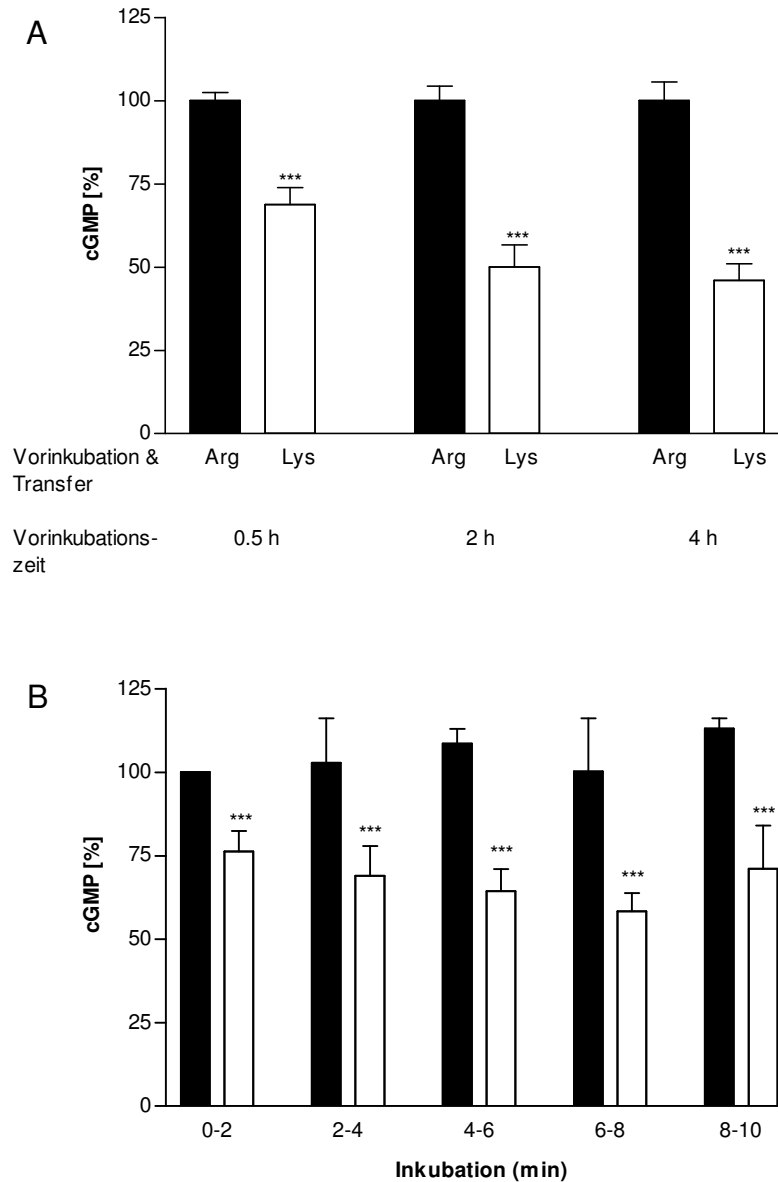 A
125
100
75
50
25
0
cGMP [%]
*** *** ***
Vorinkubation & Arg Lys Arg Lys Arg Lys
Transfer
Vorinkubations- 0.5 h 2 h 4 h
zeit
B
125
100
75
50
25
0
cGMP [%]
*** *** *** *** ***
0-2 2-4 4-6 6-8 8-10
Inkubation (min)